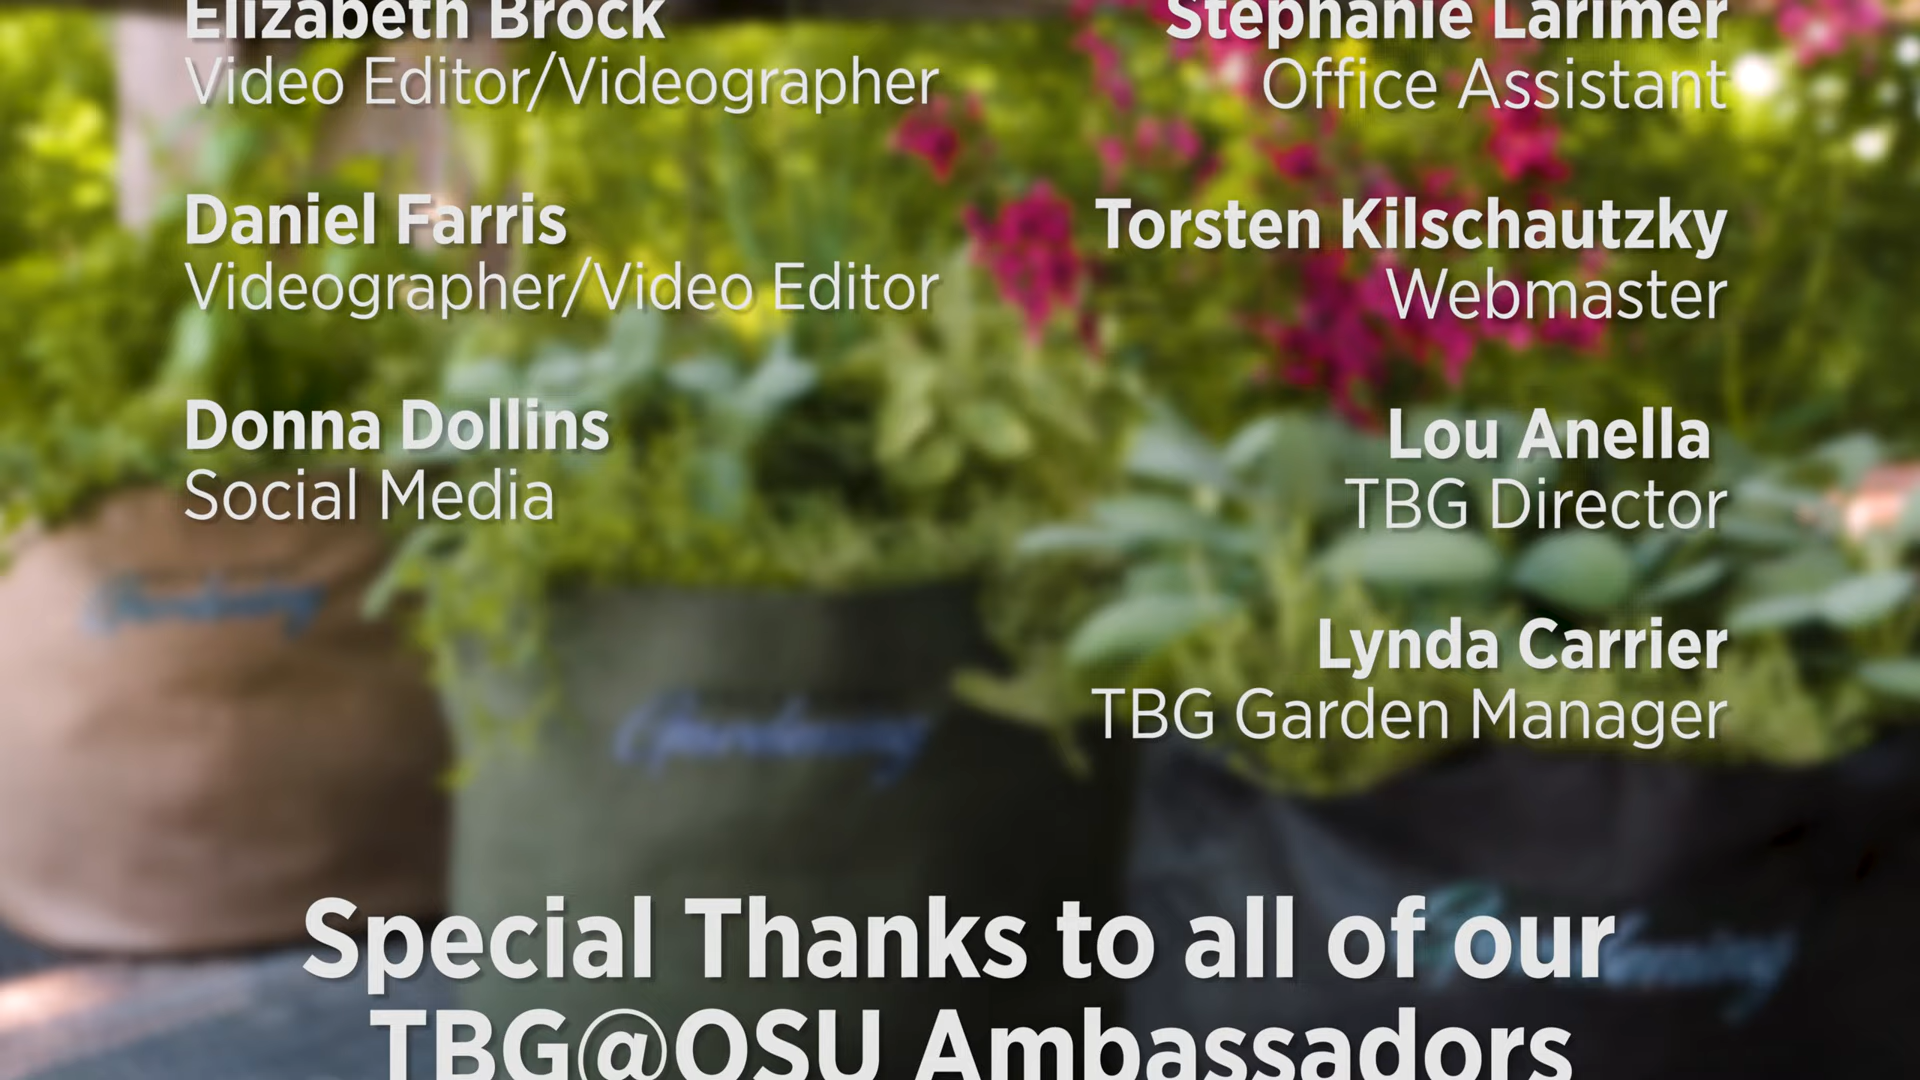 Elizabeth Brock
Video Editor/Videographer
Daniel Farris
Videographer/Video Editor
Donna Dollins
Social Media
Stephanie Larimer
Office Assistant
Torsten Kilschautzky
Webmaster
Lou Anella
TBG Director
Lynda Carrier
TBG Garden Manager
Gardening
Special Thanks to all of our
TBG@OSU Ambassadors